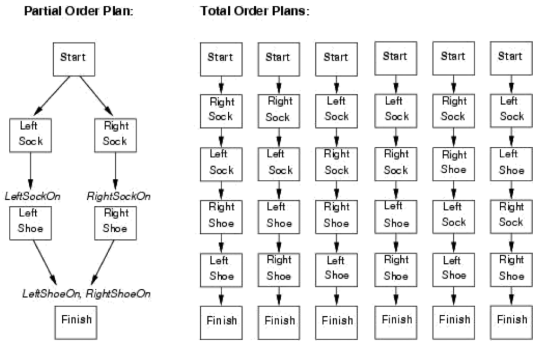 Partial Order Plan:
Start
Left
Sock
Right
Sock
LeftSockOn
RightSockOn
Left
Shoe
Right
Shoe
LeftShoeOn, RightShoeOn
Finish
Total Order Plans:
Start
Right
Sock
Left
Sock
Right
Shoe
Left
Shoe
Finish
Start
Right
Sock
Left
Sock
Left
Shoe
Right
Shoe
Finish
Start
Left
Sock
Right
Sock
Right
Shoe
Left
Shoe
Finish
Start
Left
Sock
Right
Sock
Left
Shoe
Right
Shoe
Finish
Start
Right
Sock
Right
Shoe
Left
Sock
Left
Shoe
Finish
Start
Left
Sock
Left
Shoe
Right
Sock
Right
Shoe
Finish